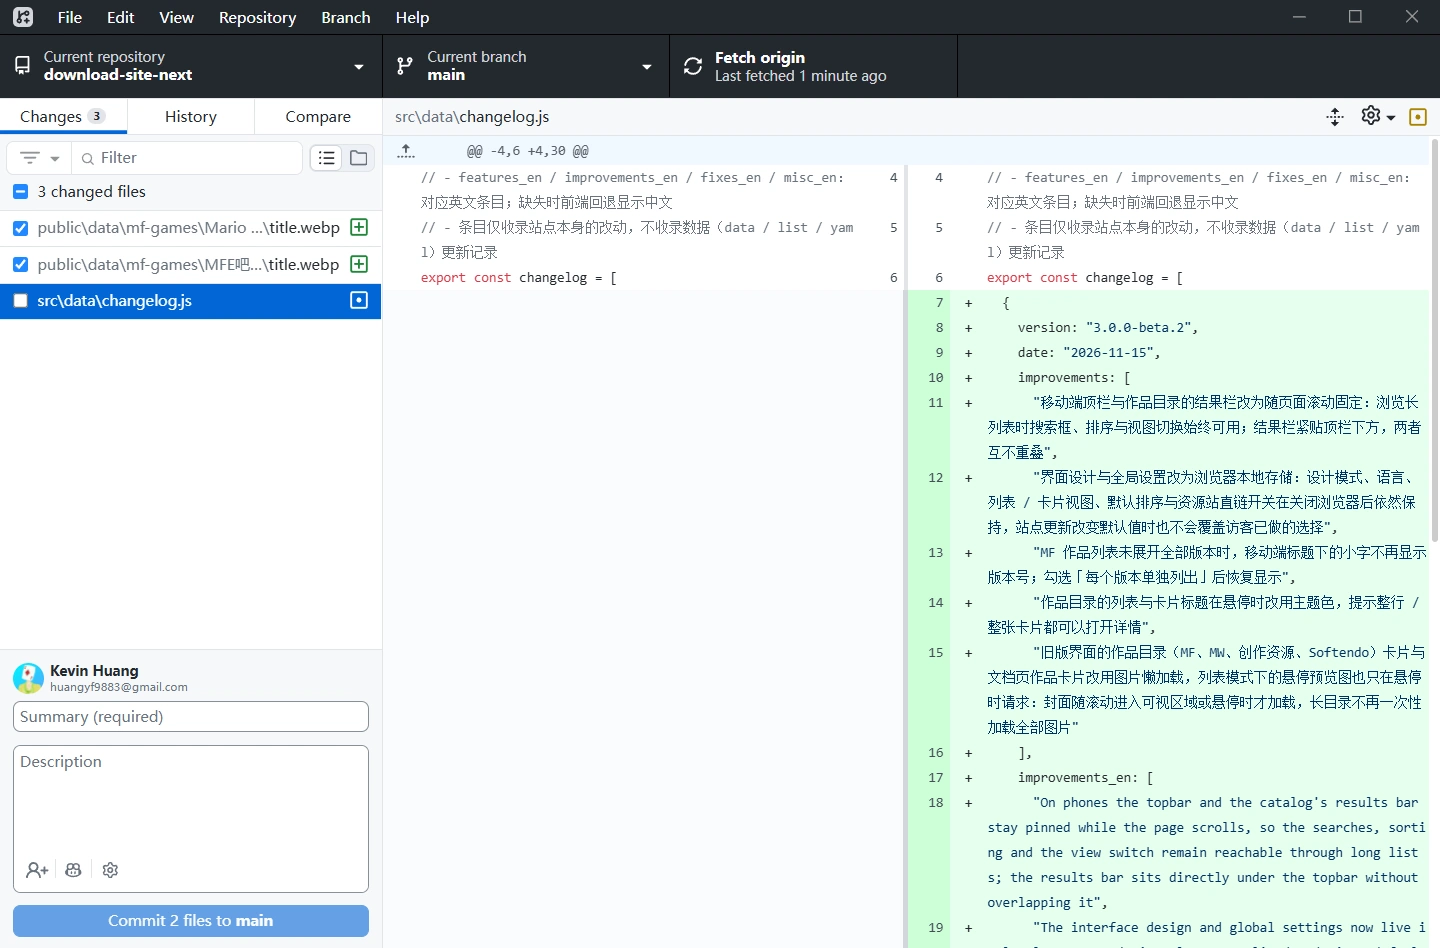 File Edit View Repository Branch Help
Current repository
download-site-next
Current branch
main
Fetch origin
Last fetched 1 minute ago
Changes 3 History Compare
Filter
3 changed files
public\data\mf-games\Mario ...\title.webp
public\data\mf-games\MFE吧...\title.webp
src\data\changelog.js
Kevin Huang
huangyf9883@gmail.com
Summary (required)
Description
Commit 2 files to main
src\data\changelog.js
@@ -4,6 +4,30 @@
// - features_en / improvements_en / fixes_en / misc_en: 4
对应英文条目；缺失时前端回退显示中文
// - 条目仅收录站点本身的改动，不收录数据（data / list / yam 5
l）更新记录
export const changelog = [ 6
4 // - features_en / improvements_en / fixes_en / misc_en:
对应英文条目；缺失时前端回退显示中文
5 // - 条目仅收录站点本身的改动，不收录数据（data / list / yam
l）更新记录
6 export const changelog = [
7 + {
8 + version: "3.0.0-beta.2",
9 + date: "2026-11-15",
10 + improvements: [
11 + "移动端顶栏与作品目录的结果栏改为随页面滚动固定：浏览长
列表时搜索框、排序与视图切换始终可用；结果栏紧贴顶栏下方，两者
互不重叠",
12 + "界面设计与全局设置改为浏览器本地存储：设计模式、语言、
列表 / 卡片视图、默认排序与资源站直链开关在关闭浏览器后依然保
持，站点更新改变默认值时也不会覆盖访客已做的选择",
13 + "MF 作品列表未展开全部版本时，移动端标题下的小字不再显示
版本号；勾选「每个版本单独列出」后恢复显示",
14 + "作品目录的列表与卡片标题在悬停时改用主题色，提示整行 /
整张卡片都可以打开详情",
15 + "旧版界面的作品目录（MF、MW、创作资源、Softendo）卡片与
文档页作品卡片改用图片懒加载，列表模式下的悬停预览图也只在悬停
时请求：封面随滚动进入可视区域或悬停时才加载，长目录不再一次性
加载全部图片"
16 + ],
17 + improvements_en: [
18 + "On phones the topbar and the catalog's results bar
stay pinned while the page scrolls, so the searches, sorti
ng and the view switch remain reachable through long list
s; the results bar sits directly under the topbar without
overlapping it",
19 + "The interface design and global settings now live i